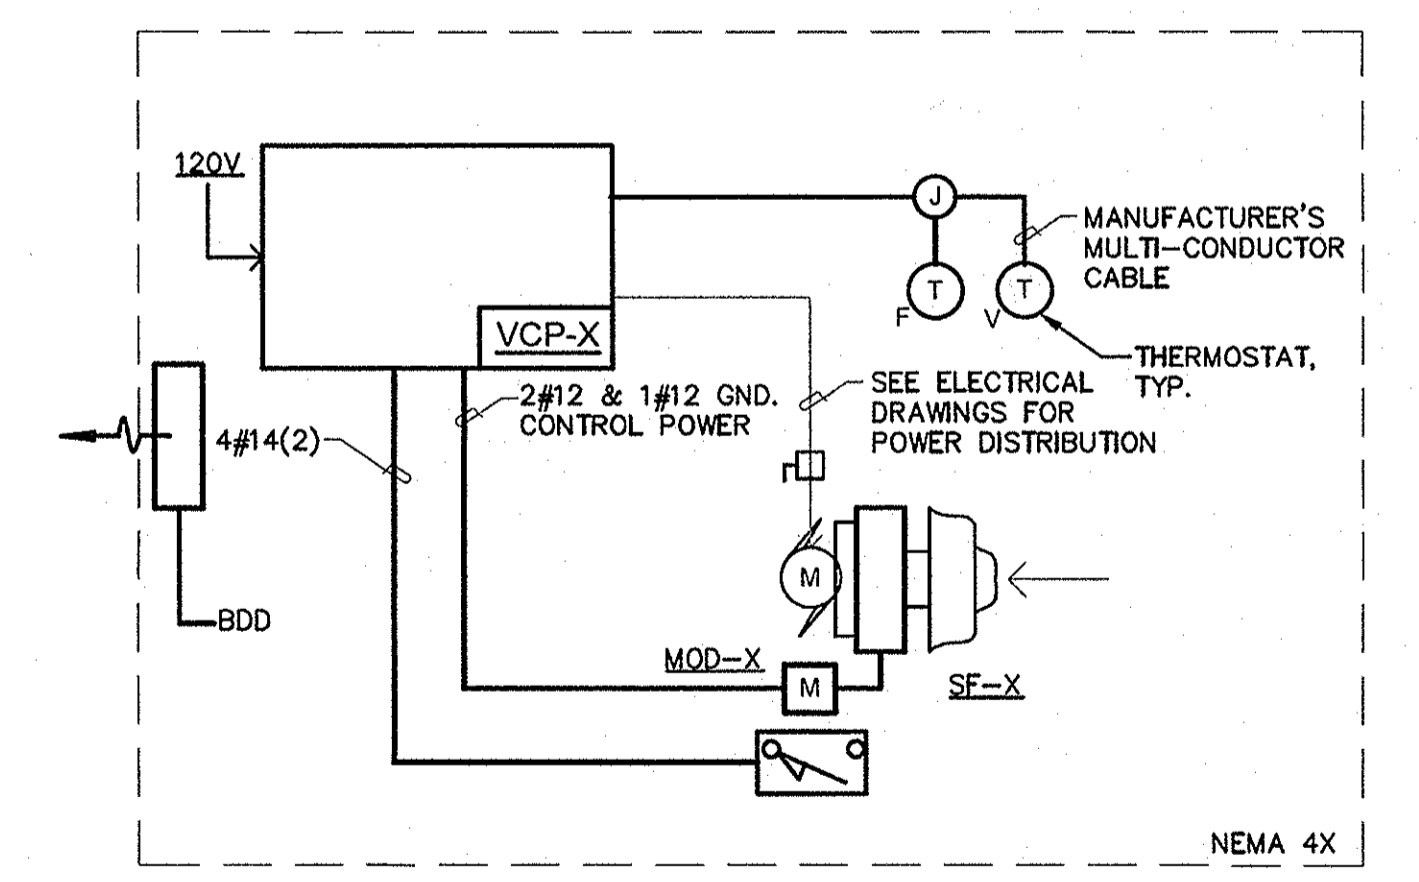 120V
J
MANUFACTURER'S
MULTI-CONDUCTOR
CABLE
T
T
F
V
VCP-X
THERMOSTAT,
TYP.
2#12 & 1#12 GND.
CONTROL POWER
SEE ELECTRICAL
DRAWINGS FOR
POWER DISTRIBUTION
4#14(2)
M
BDD
MOD-X
M
SF-X
NEMA 4X